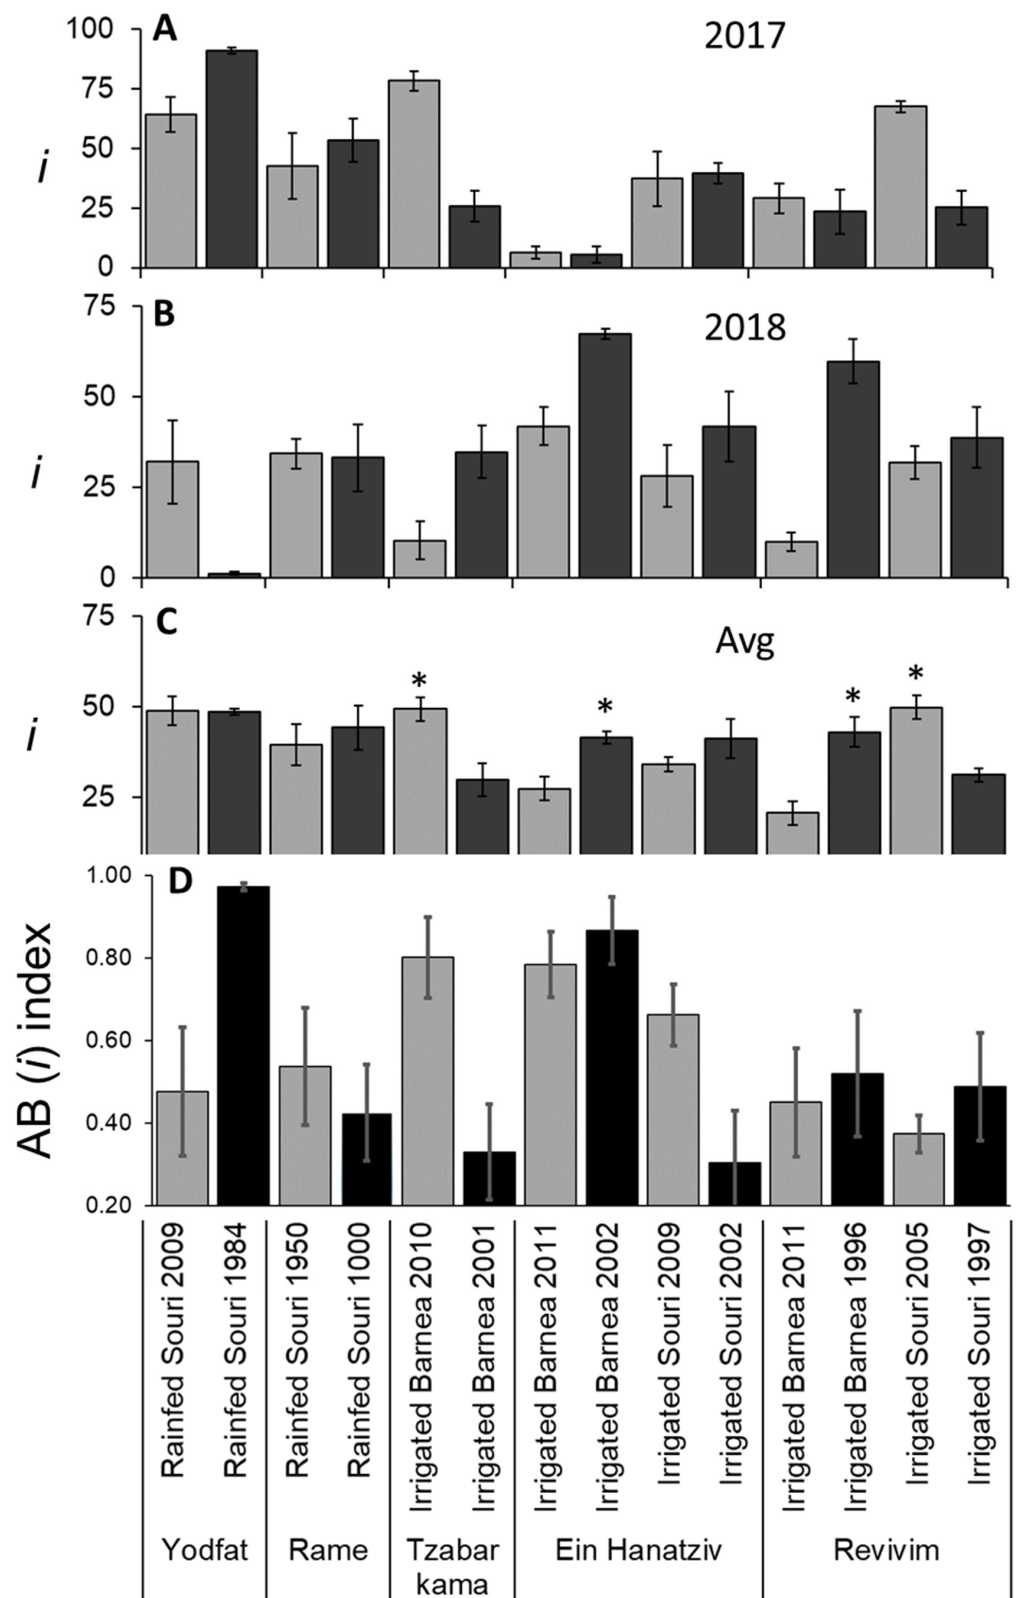 A
2017
100
75
50
25
0
i
B
2018
75
50
25
0
i
C
Avg
75
50
25
i
*
*
*
*
D
1.00
0.80
0.60
0.40
0.20
AB (i) index
Rainfed Souri 2009
Rainfed Souri 1984
Rainfed Souri 1950
Rainfed Souri 1000
Irrigated Barnea 2010
Irrigated Barnea 2001
Irrigated Barnea 2011
Irrigated Barnea 2002
Irrigated Souri 2009
Irrigated Souri 2002
Irrigated Barnea 2011
Irrigated Barnea 1996
Irrigated Souri 2005
Irrigated Souri 1997
Yodfat
Rame
Tzabar
kama
Ein Hanatziv
Revivim